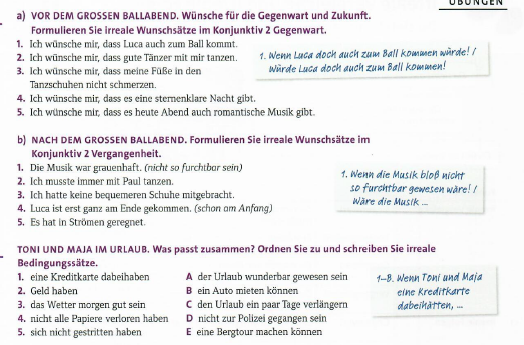 ÜBUNGEN
a) VOR DEM GROSSEN BALLABEND. Wünsche für die Gegenwart und Zukunft.
Formulieren Sie irreale Wunschsätze im Konjunktiv 2 Gegenwart.
1. Ich wünsche mir, dass Luca auch zum Ball kommt.
2. Ich wünsche mir, dass gute Tänzer mit mir tanzen.
3. Ich wünsche mir, dass meine Füße in den
Tanzschuhen nicht schmerzen.
4. Ich wünsche mir, dass es eine sternenklare Nacht gibt.
5. Ich wünsche mir, dass es heute Abend auch romantische Musik gibt.
1. Wenn Luca doch auch zum Ball kommen würde! /
Würde Luca doch auch zum Ball kommen!
b) NACH DEM GROSSEN BALLABEND. Formulieren Sie irreale Wunschsätze im
Konjunktiv 2 Vergangenheit.
1. Die Musik war grauenhaft. (nicht so furchtbar sein)
2. Ich musste immer mit Paul tanzen.
3. Ich hatte keine bequemeren Schuhe mitgebracht.
4. Luca ist erst ganz am Ende gekommen. (schon am Anfang)
5. Es hat in Strömen geregnet.
1. Wenn die Musik bloß nicht
so furchtbar gewesen wäre! /
Wäre die Musik ...
TONI UND MAJA IM URLAUB. Was passt zusammen? Ordnen Sie zu und schreiben Sie irreale
Bedingungssätze.
1. eine Kreditkarte dabeihaben
2. Geld haben
3. das Wetter morgen gut sein
4. nicht alle Papiere verloren haben
5. sich nicht gestritten haben
A der Urlaub wunderbar gewesen sein
B ein Auto mieten können
C den Urlaub ein paar Tage verlängern
D nicht zur Polizei gegangen sein
E eine Bergtour machen können
1–B. Wenn Toni und Maja
eine Kreditkarte
dabeihätten, ...